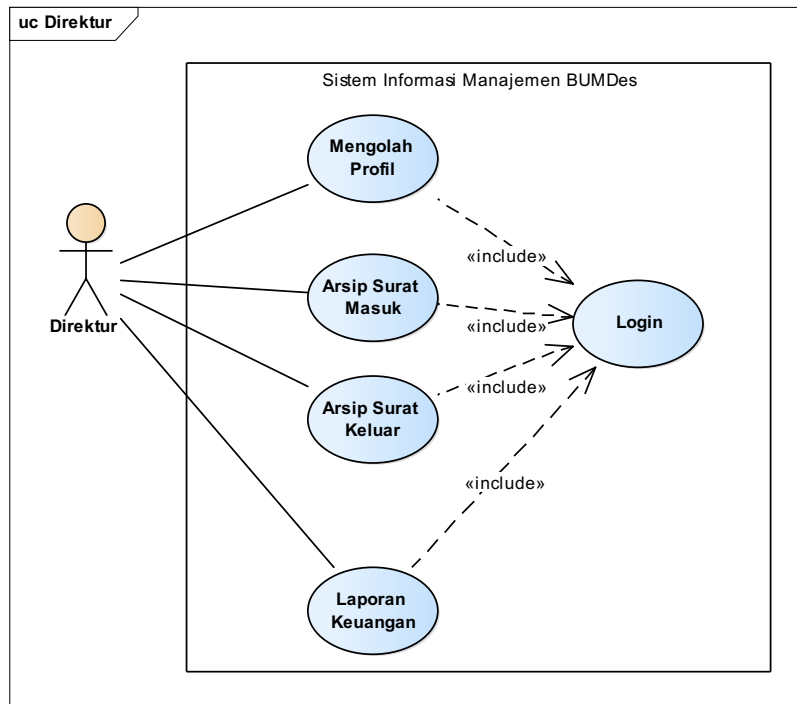 uc Direktur
Sistem Informasi Manajemen BUMDes
Mengolah
Profil
«include»
Arsip Surat
Masuk
«include»
Login
Direktur
«include»
Arsip Surat
Keluar
«include»
Laporan
Keuangan